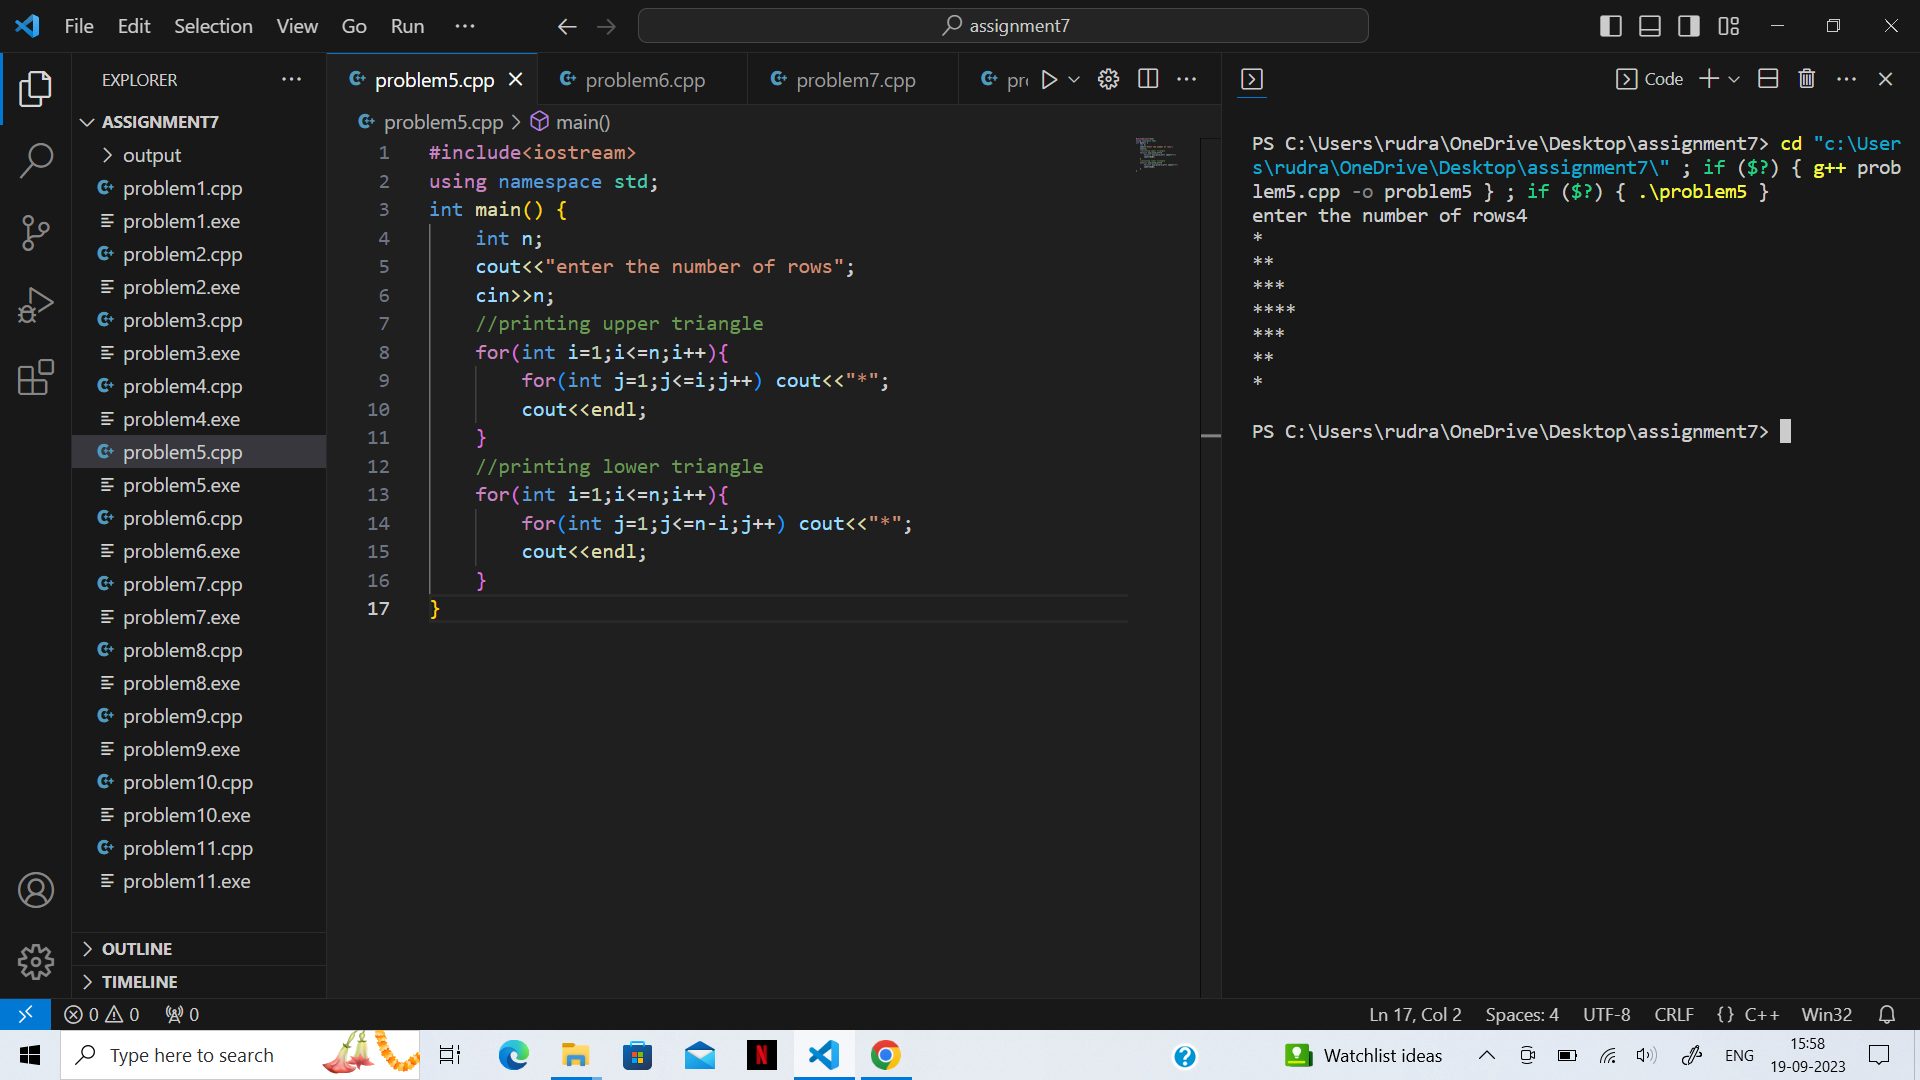 File Edit Selection View Go Run ··· assignment7
EXPLORER ···
ASSIGNMENT7
output
problem1.cpp
problem1.exe
problem2.cpp
problem2.exe
problem3.cpp
problem3.exe
problem4.cpp
problem4.exe
problem5.cpp
problem5.exe
problem6.cpp
problem6.exe
problem7.cpp
problem7.exe
problem8.cpp
problem8.exe
problem9.cpp
problem9.exe
problem10.cpp
problem10.exe
problem11.cpp
problem11.exe
OUTLINE
TIMELINE
problem5.cpp problem6.cpp problem7.cpp pr
problem5.cpp > main()
1 #include<iostream>
2 using namespace std;
3 int main() {
4 int n;
5 cout<<"enter the number of rows";
6 cin>>n;
7 //printing upper triangle
8 for(int i=1;i<=n;i++){
9 for(int j=1;j<=i;j++) cout<<"*";
10 cout<<endl;
11 }
12 //printing lower triangle
13 for(int i=1;i<=n;i++){
14 for(int j=1;j<=n-i;j++) cout<<"*";
15 cout<<endl;
16 }
17 }
Code
PS C:\Users\rudra\OneDrive\Desktop\assignment7> cd "c:\User
s\rudra\OneDrive\Desktop\assignment7\" ; if ($?) { g++ prob
lem5.cpp -o problem5 } ; if ($?) { .\problem5 }
enter the number of rows4
*
**
***
****
***
**
*
PS C:\Users\rudra\OneDrive\Desktop\assignment7>
0 0 0 Ln 17, Col 2 Spaces: 4 UTF-8 CRLF {} C++ Win32
Type here to search Watchlist ideas ENG 15:58
19-09-2023